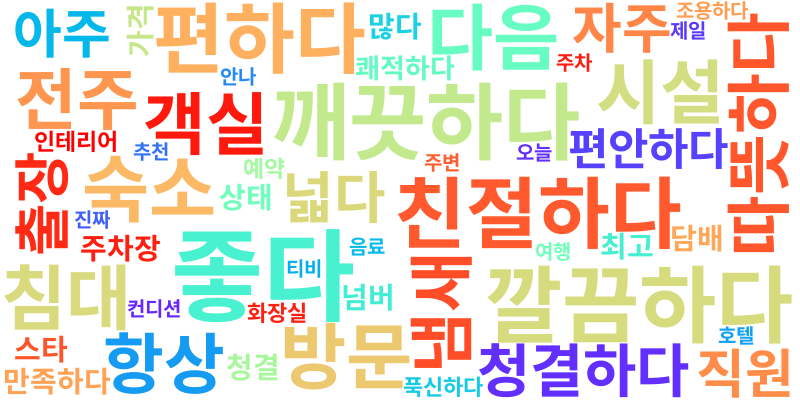 아주
가격
편하다
많다
다음
자주
조용하다
제일
전주
안나
쾌적하다
주차
시설
따뜻하다
객실
깨끗하다
인테리어
추천
오늘
편안하다
출장
숙소
예약
상태
넓다
주변
친절하다
진짜
주차장
음료
여행
최고
담배
침대
좋다
티비
넘버
냄새
깔끔하다
컨디션
화장실
호텔
스타
만족하다
항상
청결
방문
푹신하다
청결하다
직원